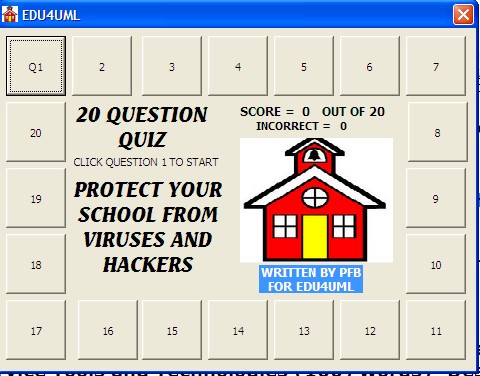 EDU4UML
Q1 2 3 4 5 6 7
20 QUESTION
QUIZ
CLICK QUESTION 1 TO START
SCORE = 0 OUT OF 20
INCORRECT = 0
20
8
PROTECT YOUR
SCHOOL FROM
VIRUSES AND
HACKERS
19
9
18
10
WRITTEN BY PFB
FOR EDU4UML
17 16 15 14 13 12 11